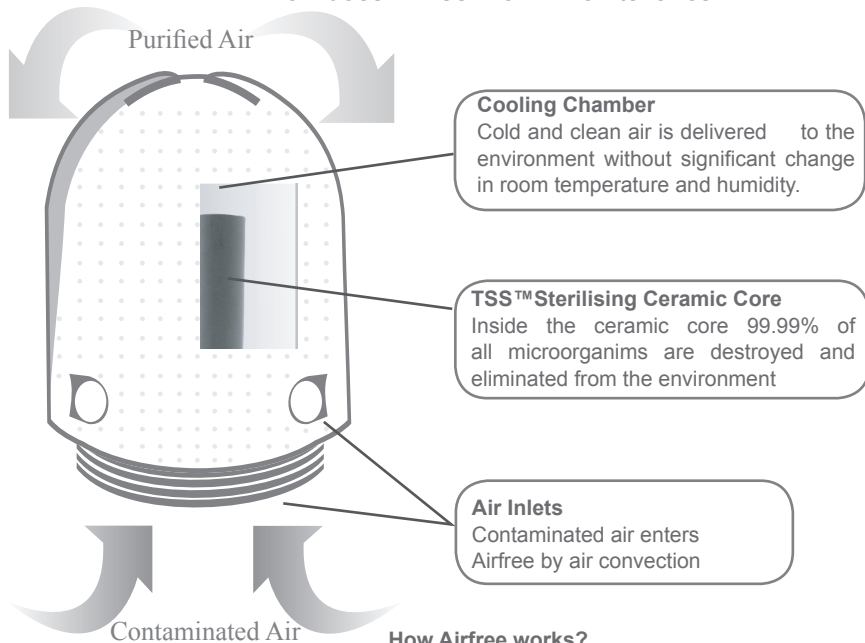 Purified Air
Cooling Chamber
Cold and clean air is delivered to the
environment without significant change
in room temperature and humidity.
TSS™Sterilising Ceramic Core
Inside the ceramic core 99.99% of
all microorganims are destroyed and
eliminated from the environment
Air Inlets
Contaminated air enters
Airfree by air convection
Contaminated Air
How Airfree works?